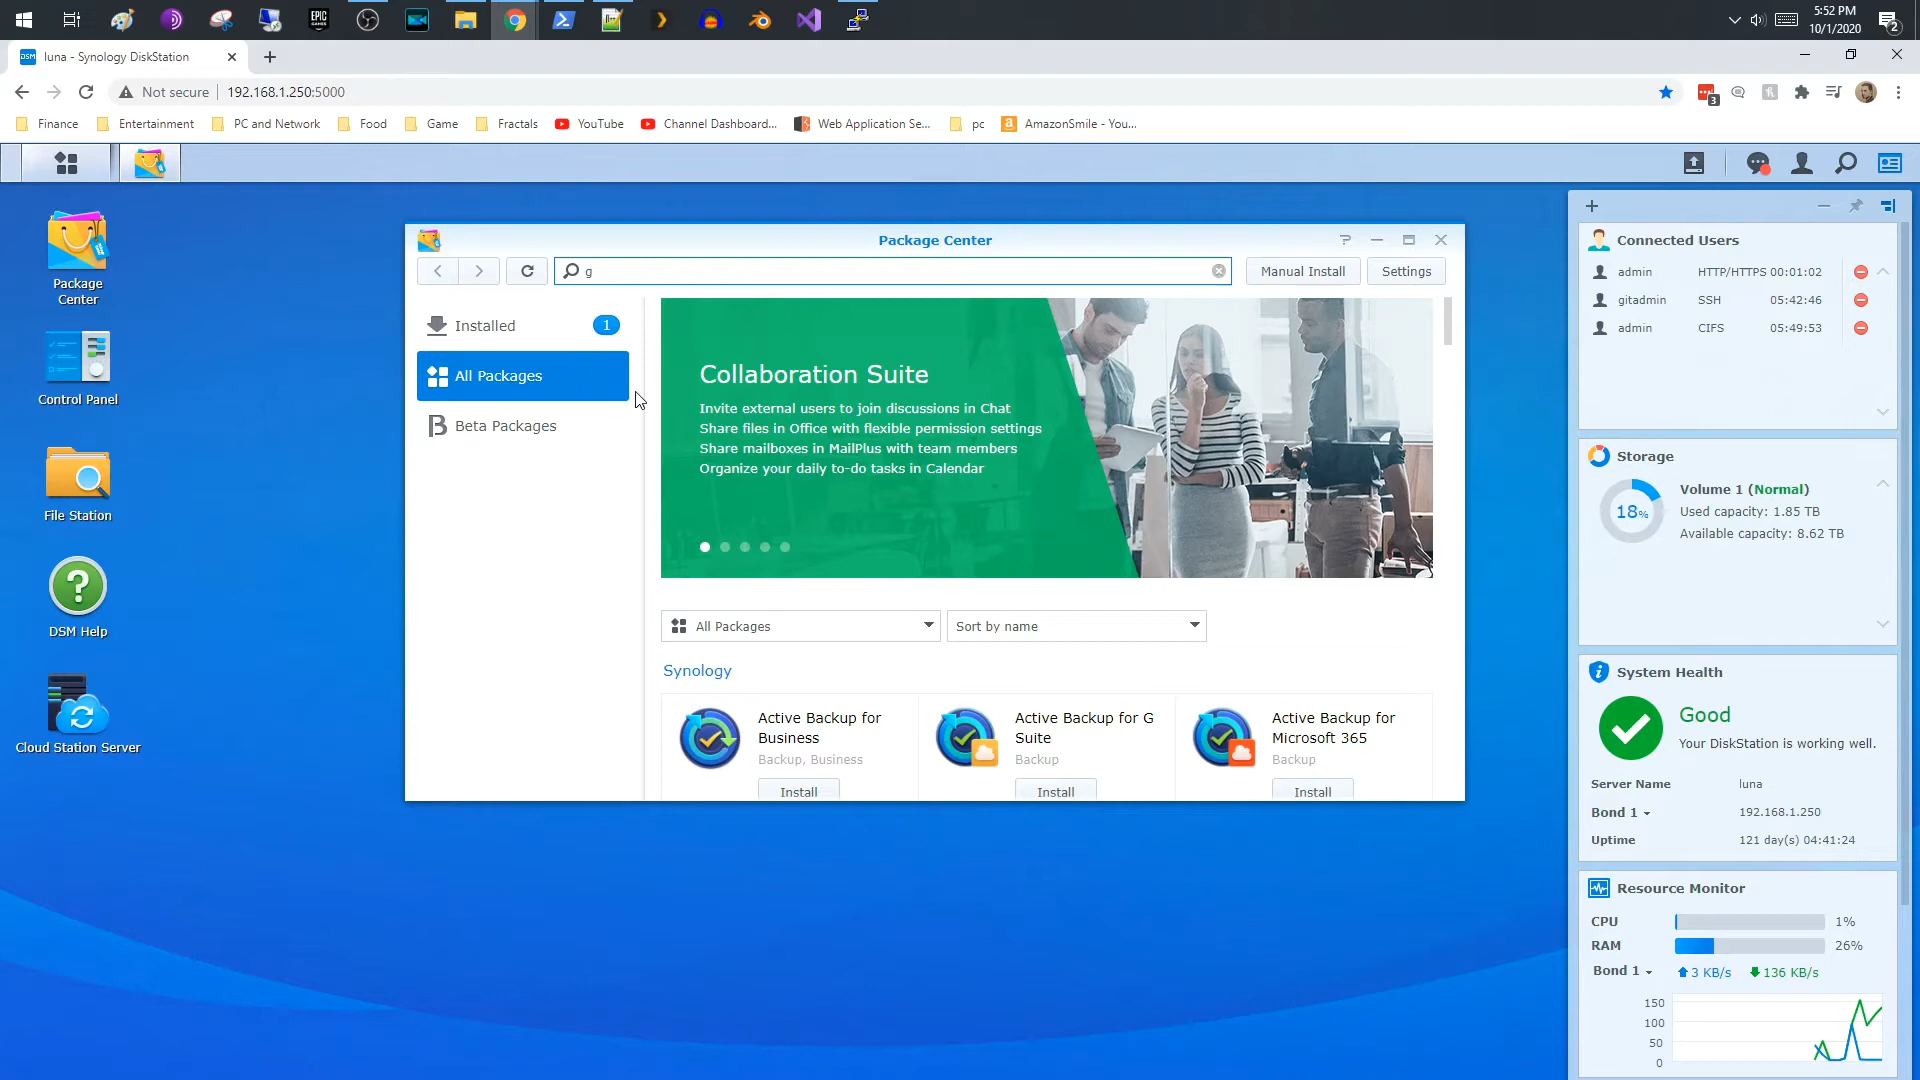 EPIC
GAMES
5:52 PM
10/1/2020
2
DSM
luna - Synology DiskStation
Not secure
192.168.1.250:5000
3
Finance
Entertainment
PC and Network
Food
Game
Fractals
YouTube
Channel Dashboard...
Web Application Se...
pc
AmazonSmile - You...
Package
Center
Control Panel
File Station
DSM Help
Cloud Station Server
Package Center
g
Manual Install
Settings
Installed
1
All Packages
Beta Packages
Collaboration Suite
Invite external users to join discussions in Chat
Share files in Office with flexible permission settings
Share mailboxes in MailPlus with team members
Organize your daily to-do tasks in Calendar
All Packages
Sort by name
Synology
Active Backup for
Business
Backup, Business
Install
Active Backup for G
Suite
Backup
Install
Active Backup for
Microsoft 365
Backup
Install
Connected Users
admin HTTP/HTTPS 00:01:02
gitadmin SSH 05:42:46
admin CIFS 05:49:53
Storage
18%
Volume 1 (Normal)
Used capacity: 1.85 TB
Available capacity: 8.62 TB
System Health
Good
Your DiskStation is working well.
Server Name luna
Bond 1 192.168.1.250
Uptime 121 day(s) 04:41:24
Resource Monitor
CPU 1%
RAM 26%
Bond 1 3 KB/s 136 KB/s
150
100
50
0